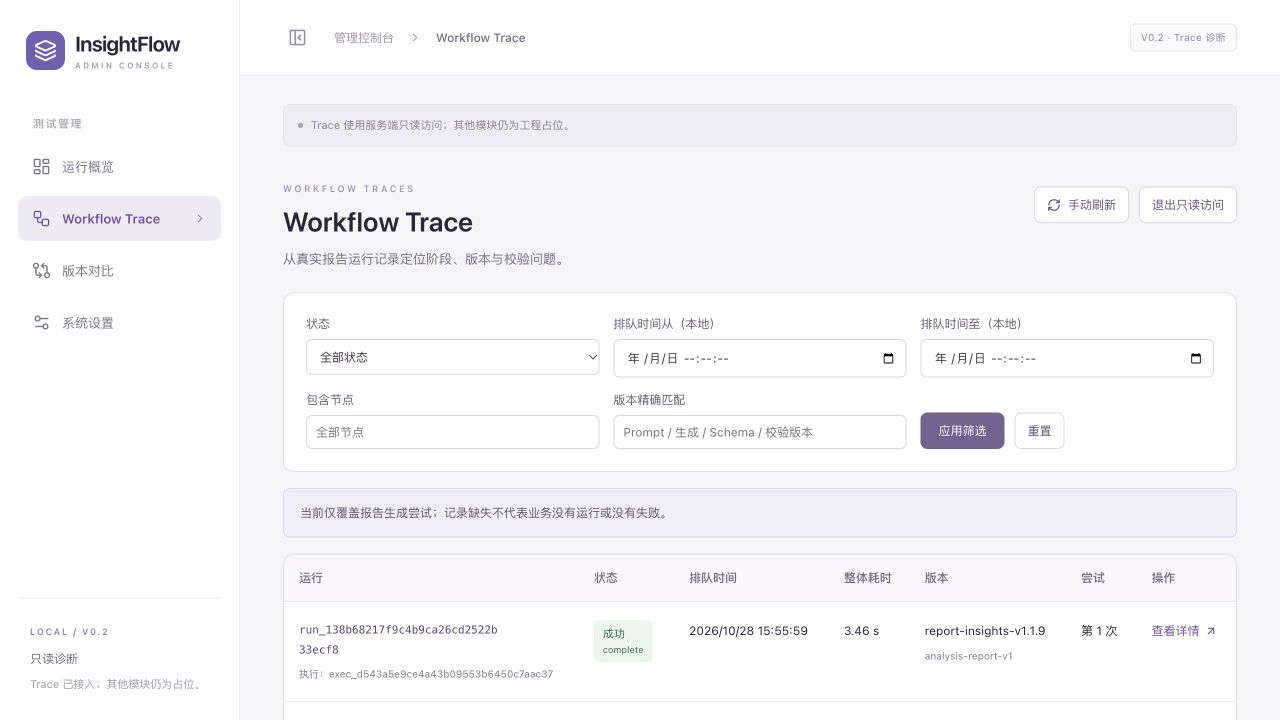 InsightFlow
ADMIN CONSOLE
测试管理
运行概览
Workflow Trace
版本对比
系统设置
LOCAL / V0.2
只读诊断
Trace 已接入；其他模块仍为占位。
管理控制台
Workflow Trace
V0.2 · Trace 诊断
Trace 使用服务端只读访问；其他模块仍为工程占位。
WORKFLOW TRACES
Workflow Trace
从真实报告运行记录定位阶段、版本与校验问题。
手动刷新
退出只读访问
状态
排队时间从（本地）
排队时间至（本地）
全部状态
年 /月/日 --:--:--
年 /月/日 --:--:--
包含节点
版本精确匹配
全部节点
Prompt / 生成 / Schema / 校验版本
应用筛选
重置
当前仅覆盖报告生成尝试；记录缺失不代表业务没有运行或没有失败。
运行
状态
排队时间
整体耗时
版本
尝试
操作
run_138b68217f9c4b9ca26cd2522b
33ecf8
执行：exec_d543a5e9ce4a43b09553b6450c7aac37
成功
complete
2026/10/28 15:55:59
3.46 s
report-insights-v1.1.9
analysis-report-v1
第 1 次
查看详情